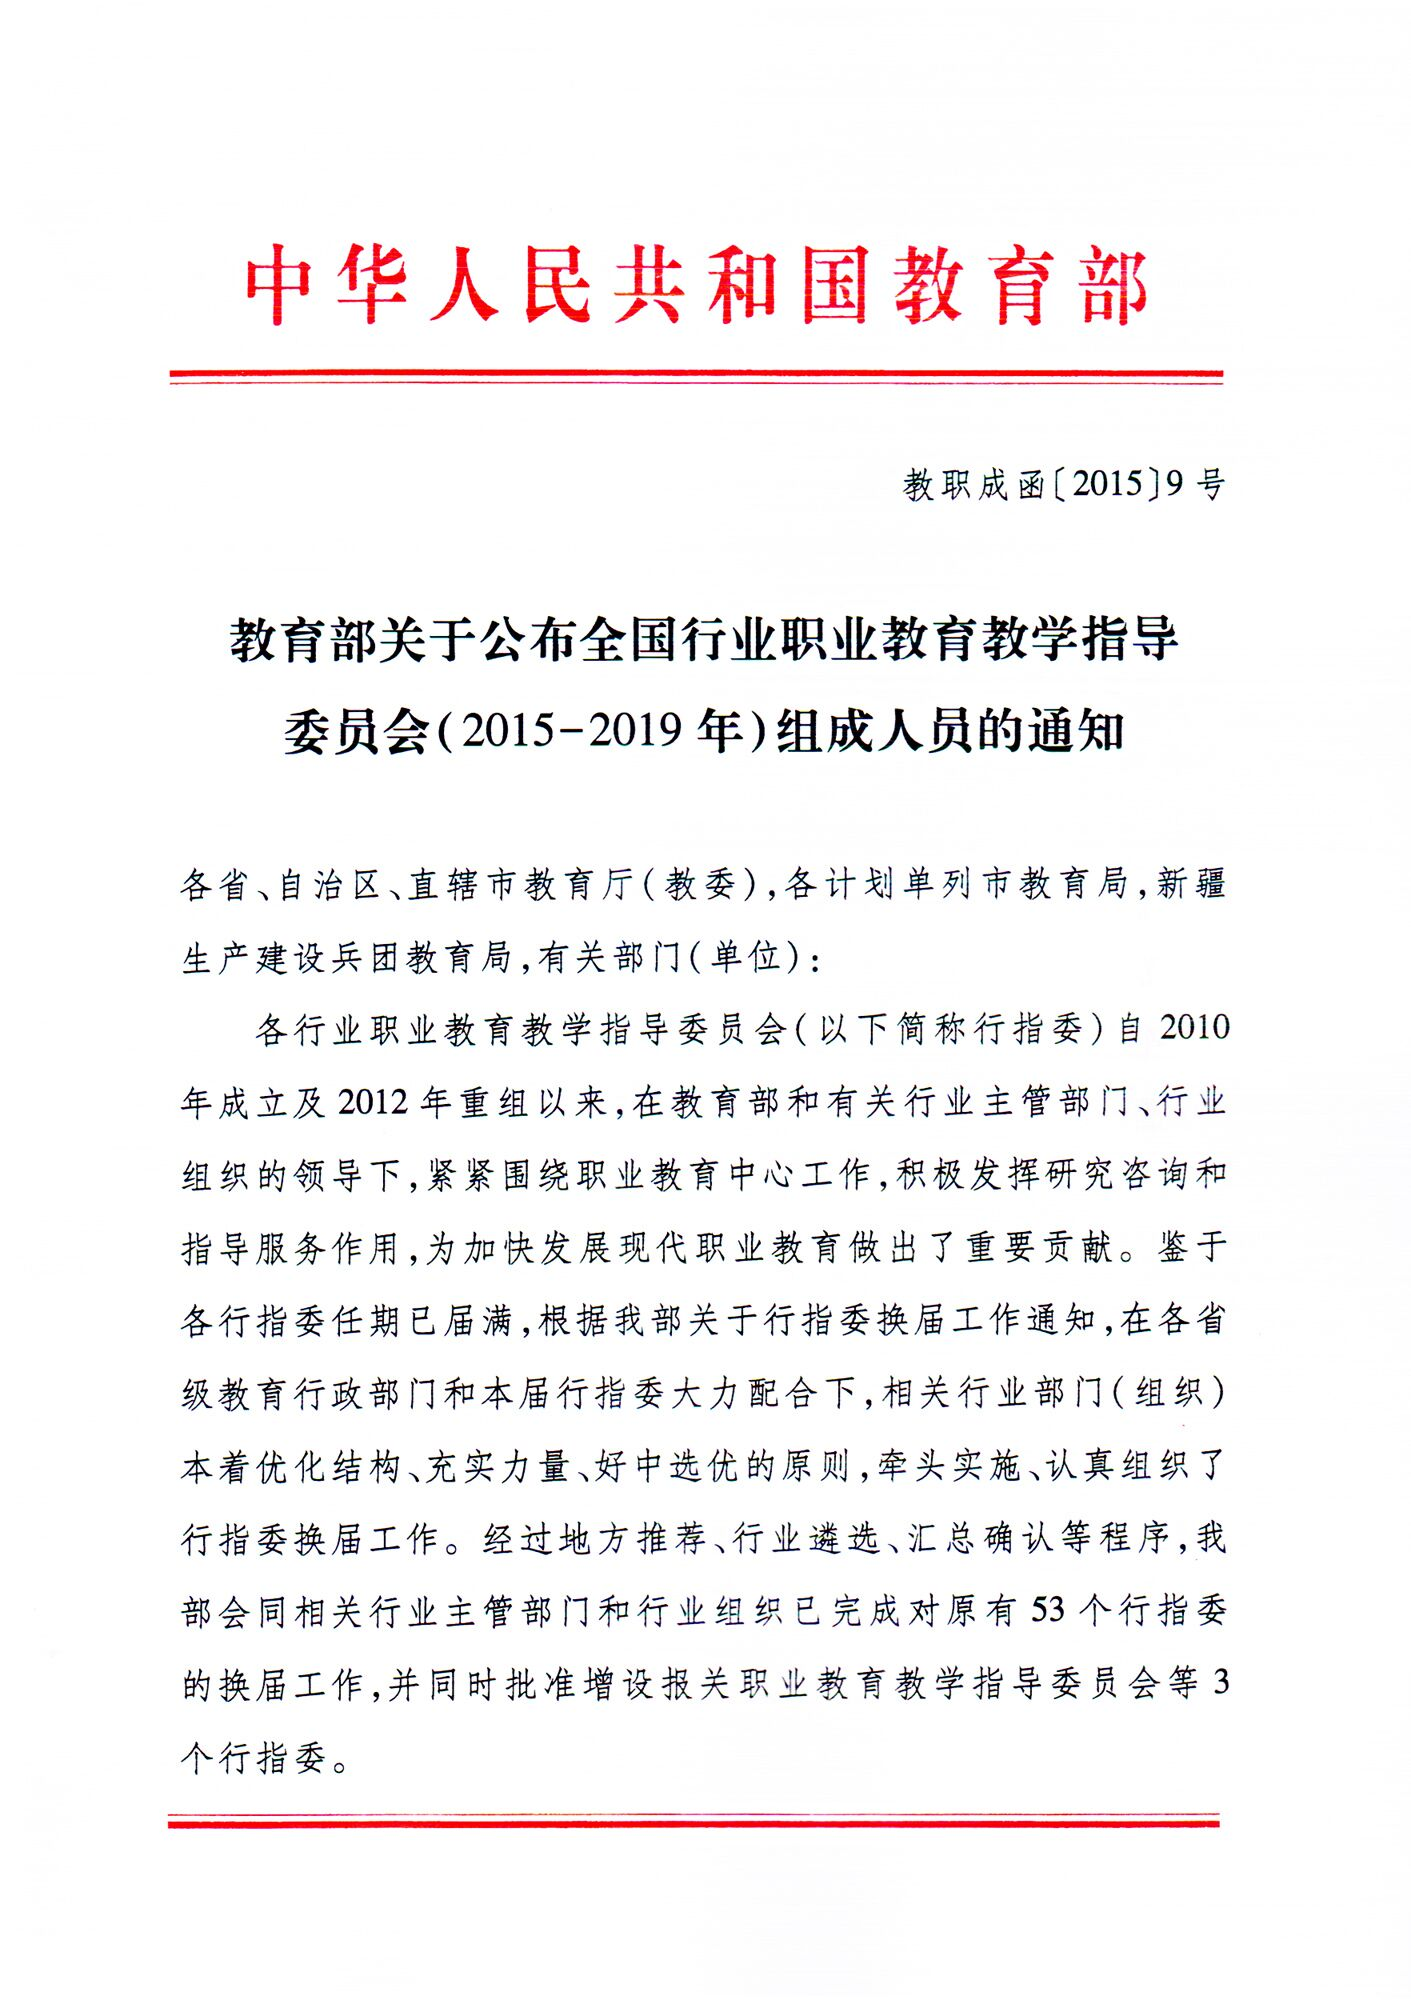 中华人民共和国教育部
教职成函〔2015〕9号
教育部关于公布全国行业职业教育教学指导
委员会(2015-2019年)组成人员的通知
各省、自治区、直辖市教育厅(教委),各计划单列市教育局,新疆
生产建设兵团教育局,有关部门(单位):
各行业职业教育教学指导委员会(以下简称行指委)自2010
年成立及2012年重组以来,在教育部和有关行业主管部门、行业
组织的领导下,紧紧围绕职业教育中心工作,积极发挥研究咨询和
指导服务作用,为加快发展现代职业教育做出了重要贡献。鉴于
各行指委任期已届满,根据我部关于行指委换届工作通知,在各省
级教育行政部门和本届行指委大力配合下,相关行业部门(组织)
本着优化结构、充实力量、好中选优的原则,牵头实施、认真组织了
行指委换届工作。经过地方推荐、行业遴选、汇总确认等程序,我
部会同相关行业主管部门和行业组织已完成对原有53个行指委
的换届工作,并同时批准增设报关职业教育教学指导委员会等3
个行指委。